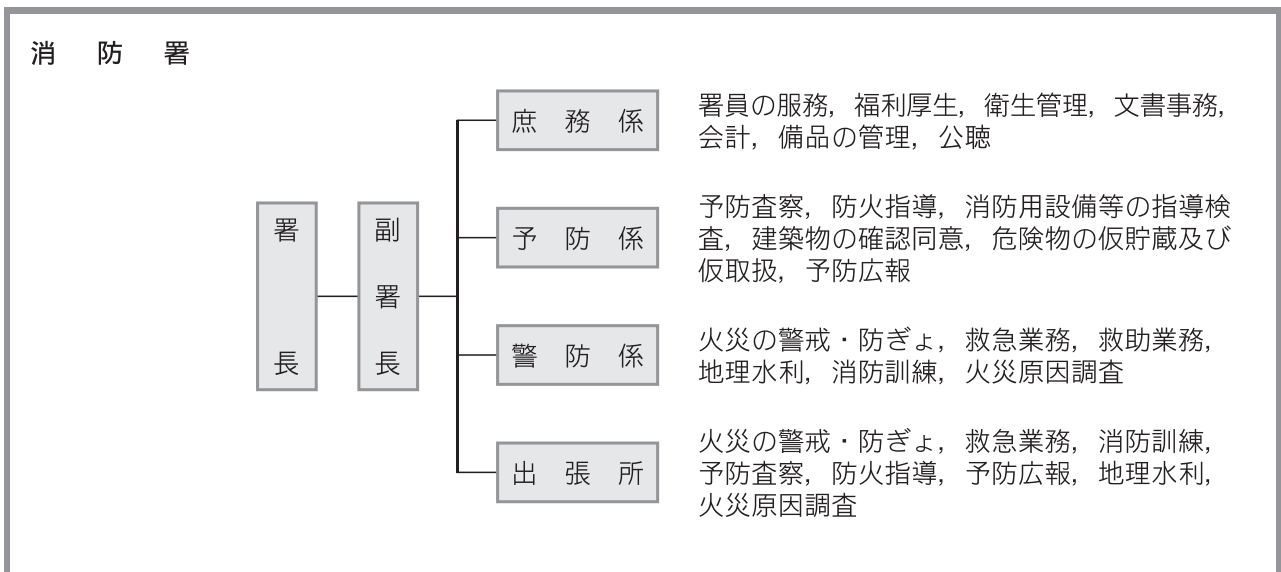 消防署
署長
副署長
庶務係
署員の服務，福利厚生，衛生管理，文書事務，
会計，備品の管理，公聴
予防係
予防査察，防火指導，消防用設備等の指導検
査，建築物の確認同意，危険物の仮貯蔵及び
仮取扱，予防広報
警防係
火災の警戒・防ぎょ，救急業務，救助業務，
地理水利，消防訓練，火災原因調査
出張所
火災の警戒・防ぎょ，救急業務，消防訓練，
予防査察，防火指導，予防広報，地理水利，
火災原因調査